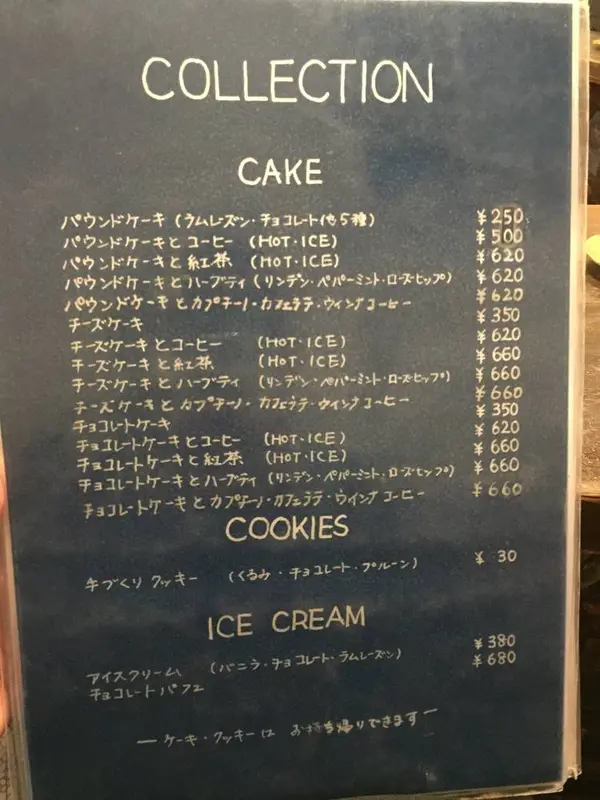 COLLECTION
CAKE
パウンドケーキ (ラムレーズン・チョコレート他5種) ¥250
パウンドケーキとコーヒー (HOT・ICE) ¥500
パウンドケーキと紅茶 (HOT・ICE) ¥620
パウンドケーキとハーブティ (リンデン・ペパーミント・ローズヒップ) ¥620
パウンドケーキとカプチーノ・カフェラテ・ウインナコーヒー ¥620
チーズケーキ ¥350
チーズケーキとコーヒー (HOT・ICE) ¥620
チーズケーキと紅茶 (HOT・ICE) ¥660
チーズケーキとハーブティ (リンデン・ペパーミント・ローズヒップ) ¥660
チーズケーキとカプチーノ・カフェラテ・ウインナコーヒー ¥660
チョコレートケーキ ¥350
チョコレートケーキとコーヒー (HOT・ICE) ¥620
チョコレートケーキと紅茶 (HOT・ICE) ¥660
チョコレートケーキとハーブティ (リンデン・ペパーミント・ローズヒップ) ¥660
チョコレートケーキとカプチーノ・カフェラテ・ウインナコーヒー ¥660
COOKIES
手づくりクッキー (くるみ・チョコレート・プルーン) ¥30
ICE CREAM
アイスクリーム (バニラ・チョコレート・ラムレーズン) ¥380
チョコレートパフェ ¥680
ー ケーキ・クッキーは お持ち帰りできます ー